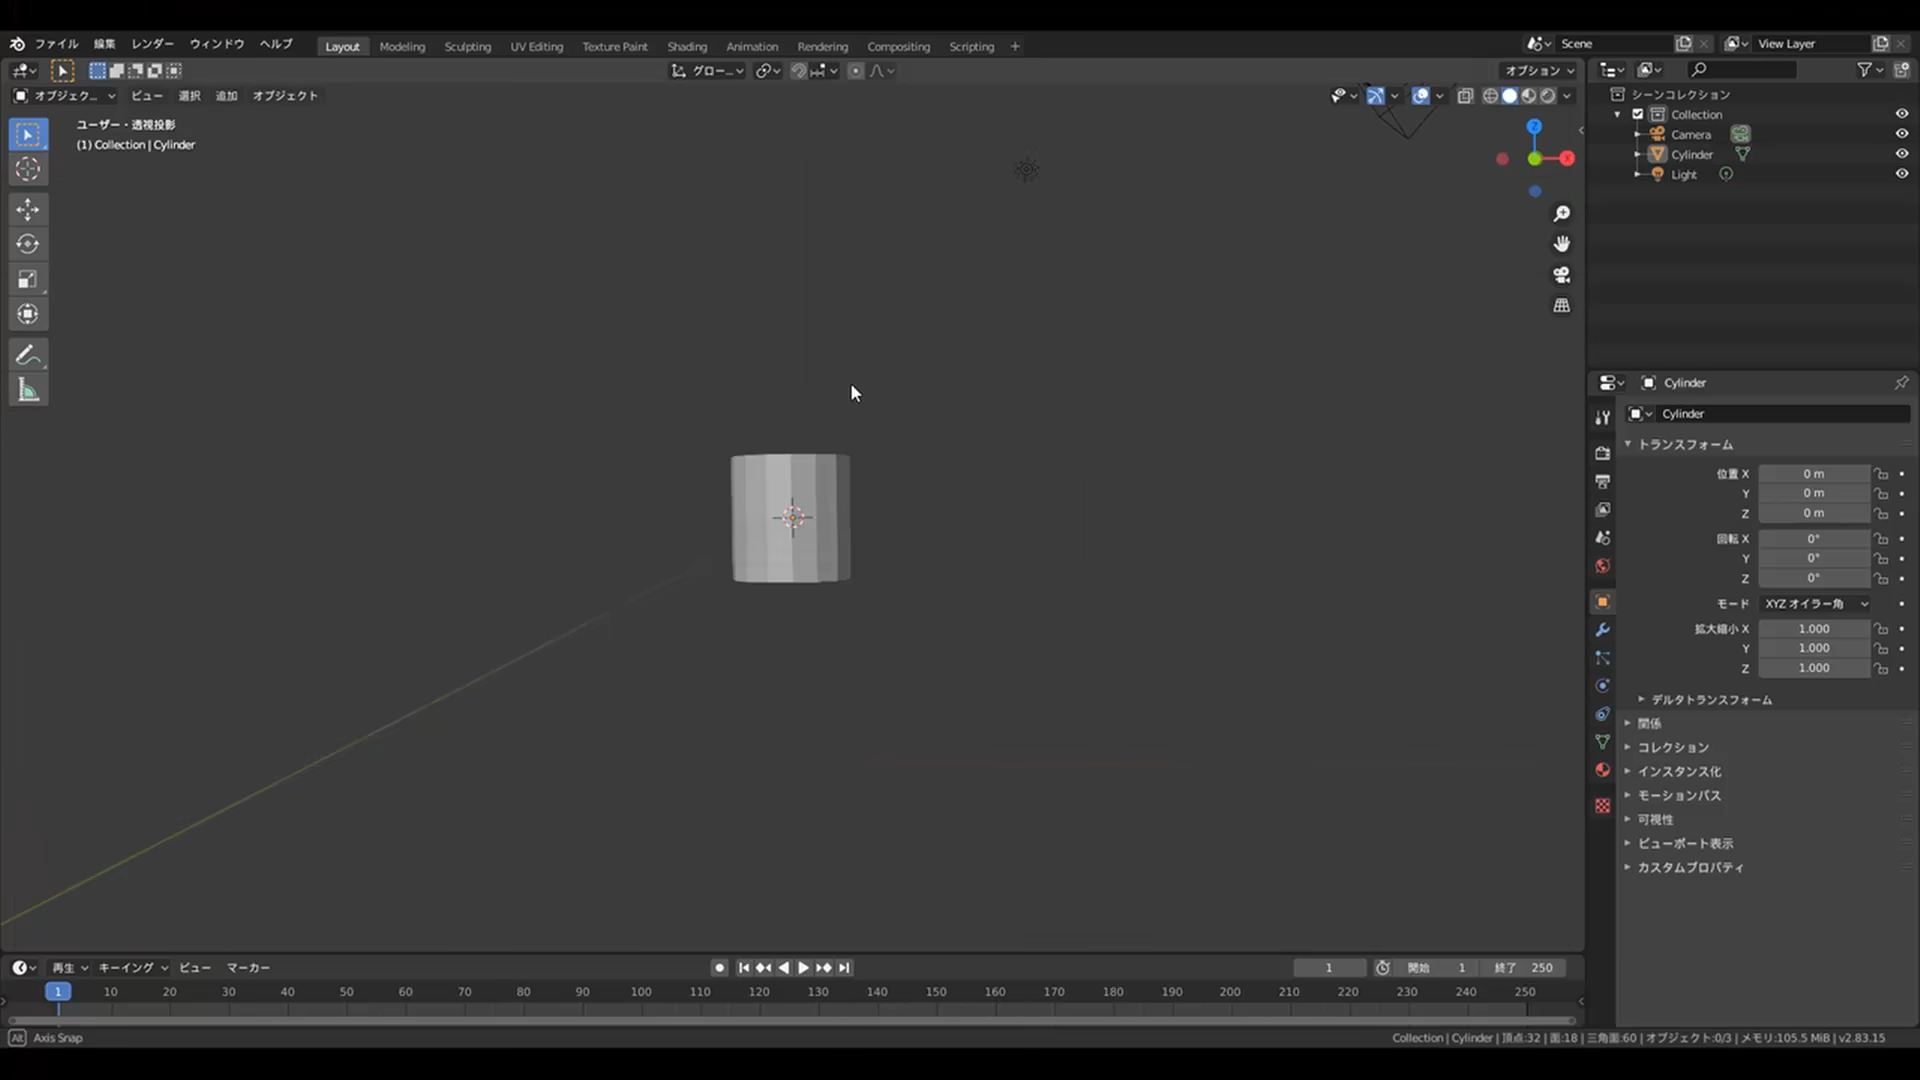 ファイル 編集 レンダー ウィンドウ ヘルプ Layout Modeling Sculpting UV Editing Texture Paint Shading Animation Rendering Compositing Scripting + Scene View Layer
グロー... オプション
オブジェク... ビュー 選択 追加 オブジェクト
ユーザー・透視投影
(1) Collection | Cylinder
Z
X
シーンコレクション
Collection
Camera
Cylinder
Light
Cylinder
Cylinder
トランスフォーム
位置 X 0 m
Y 0 m
Z 0 m
回転 X 0°
Y 0°
Z 0°
モード XYZ オイラー角
拡大縮小 X 1.000
Y 1.000
Z 1.000
デルタトランスフォーム
関係
コレクション
インスタンス化
モーションパス
可視性
ビューポート表示
カスタムプロパティ
再生 キーイング ビュー マーカー 1 開始 1 終了 250
1 10 20 30 40 50 60 70 80 90 100 110 120 130 140 150 160 170 180 190 200 210 220 230 240 250
Alt Axis Snap Collection | Cylinder | 頂点:32 | 面:18 | 三角面:60 | オブジェクト:0/3 | メモリ:105.5 MiB | v2.83.15